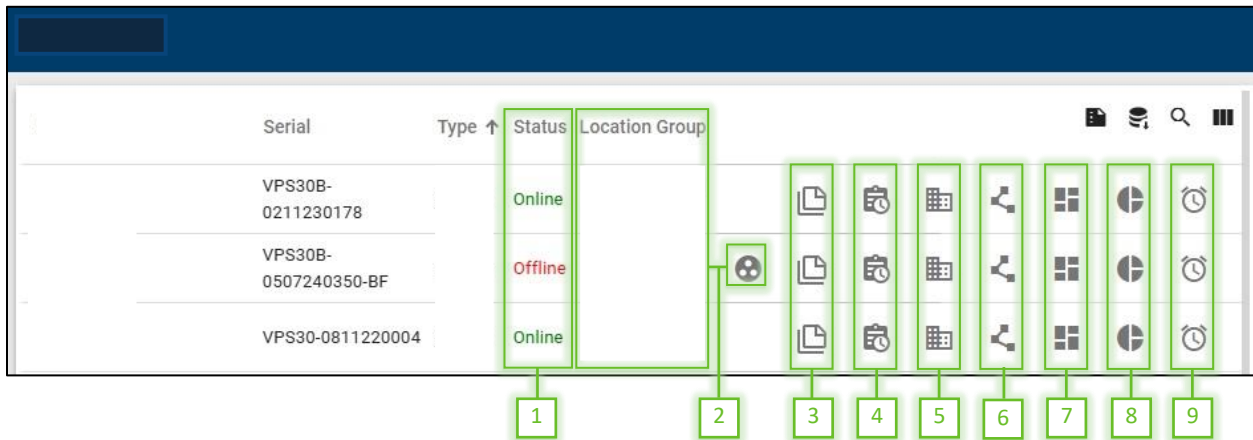 Serial Type ↑ Status Location Group
VPS30B-
0211230178
Online
VPS30B-
0507240350-BF
Offline
VPS30-0811220004 Online
1 2 3 4 5 6 7 8 9